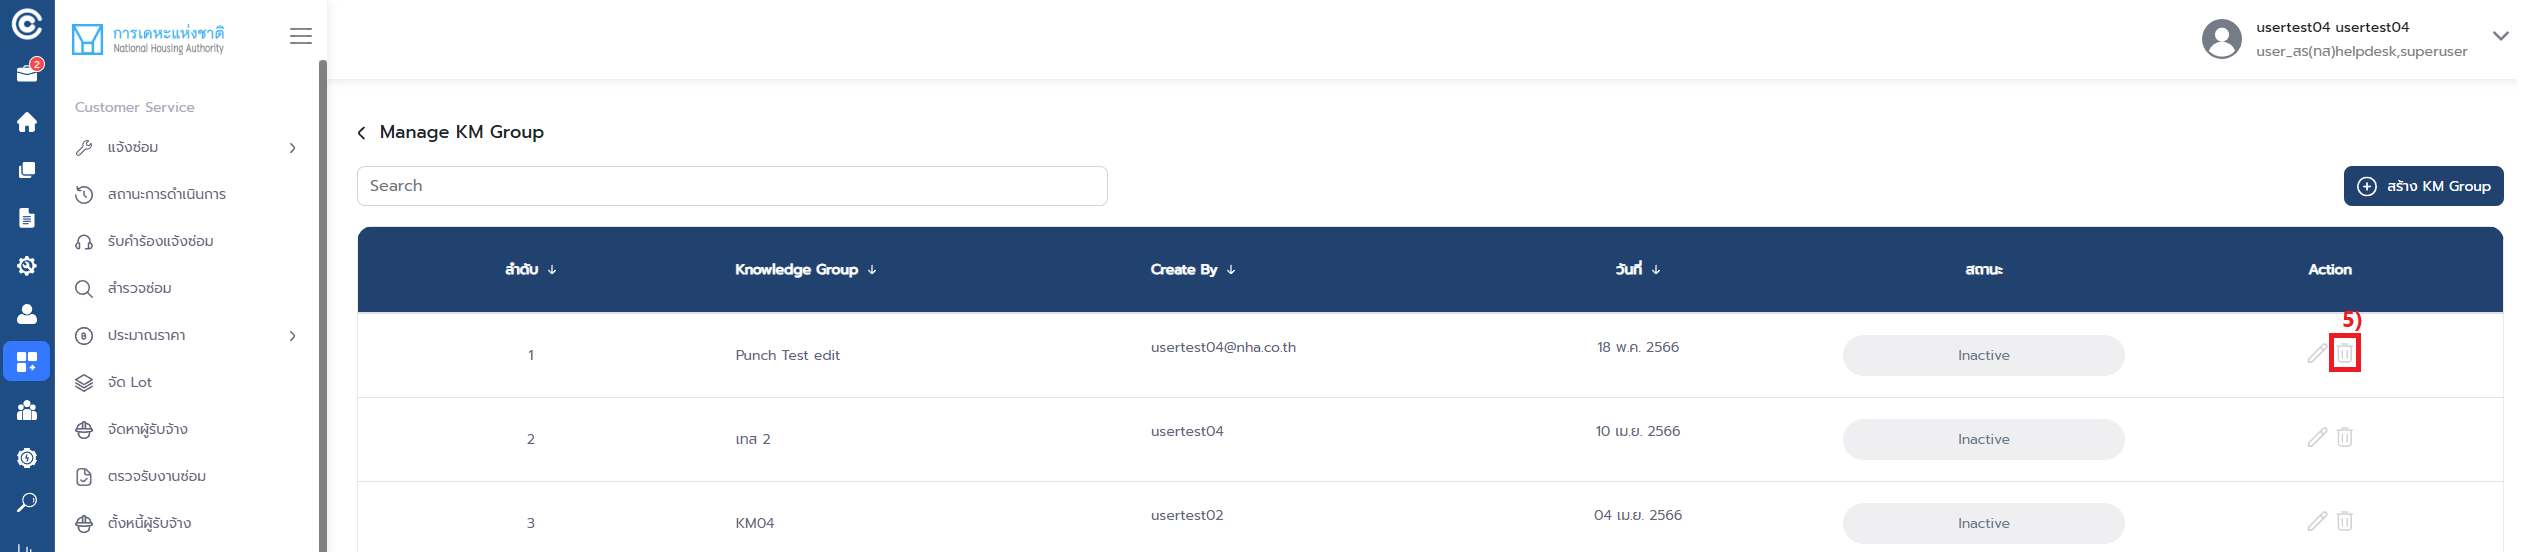 การเคหะแห่งชาติ
National Housing Authority
usertest04 usertest04
user_สร(ทส)helpdesk,superuser
2
Customer Service
แจ้งซ่อม
สถานะการดำเนินการ
รับคำร้องแจ้งซ่อม
สำรวจซ่อม
ประมาณราคา
จัด Lot
จัดหาผู้รับจ้าง
ตรวจรับงานซ่อม
ตั้งหนี้ผู้รับจ้าง
Manage KM Group
Search
สร้าง KM Group
ลำดับ Knowledge Group Create By วันที่ สถานะ Action
5)
1 Punch Test edit usertest04@nha.co.th 18 พ.ค. 2566 Inactive
2 เทส 2 usertest04 10 เม.ย. 2566 Inactive
3 KM04 usertest02 04 เม.ย. 2566 Inactive